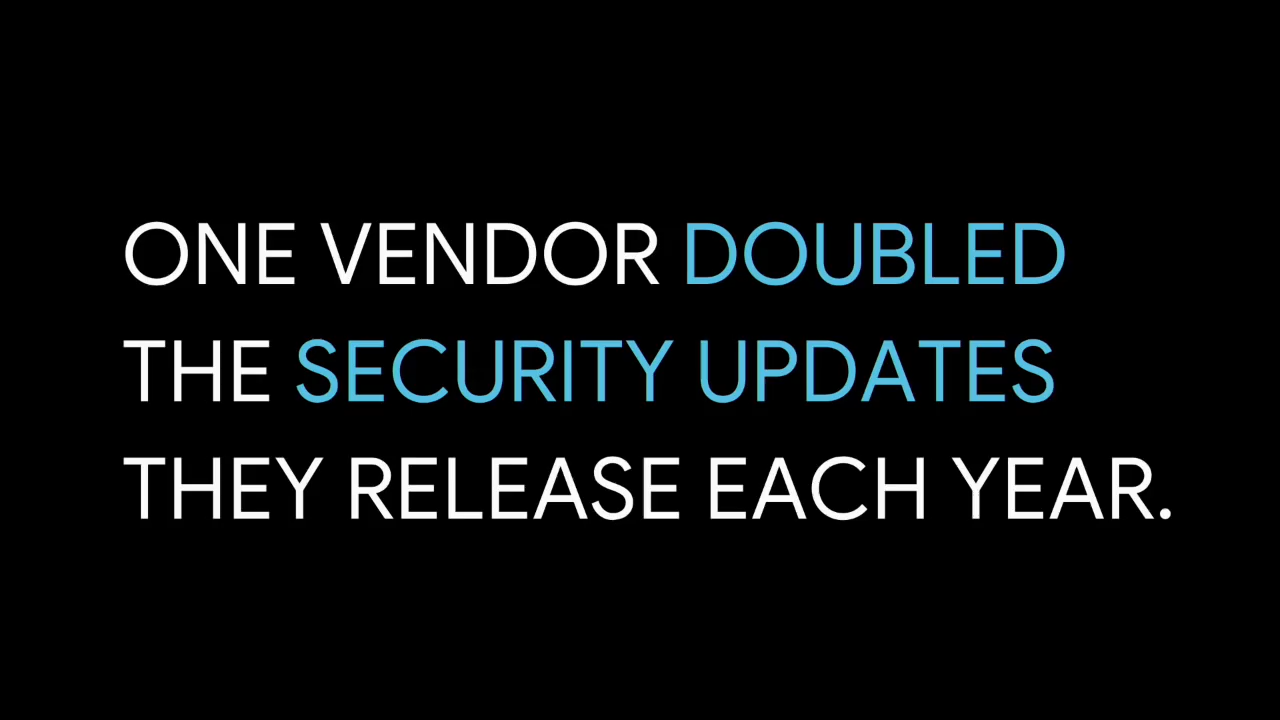 ONE VENDOR DOUBLED
THE SECURITY UPDATES
THEY RELEASE EACH YEAR.